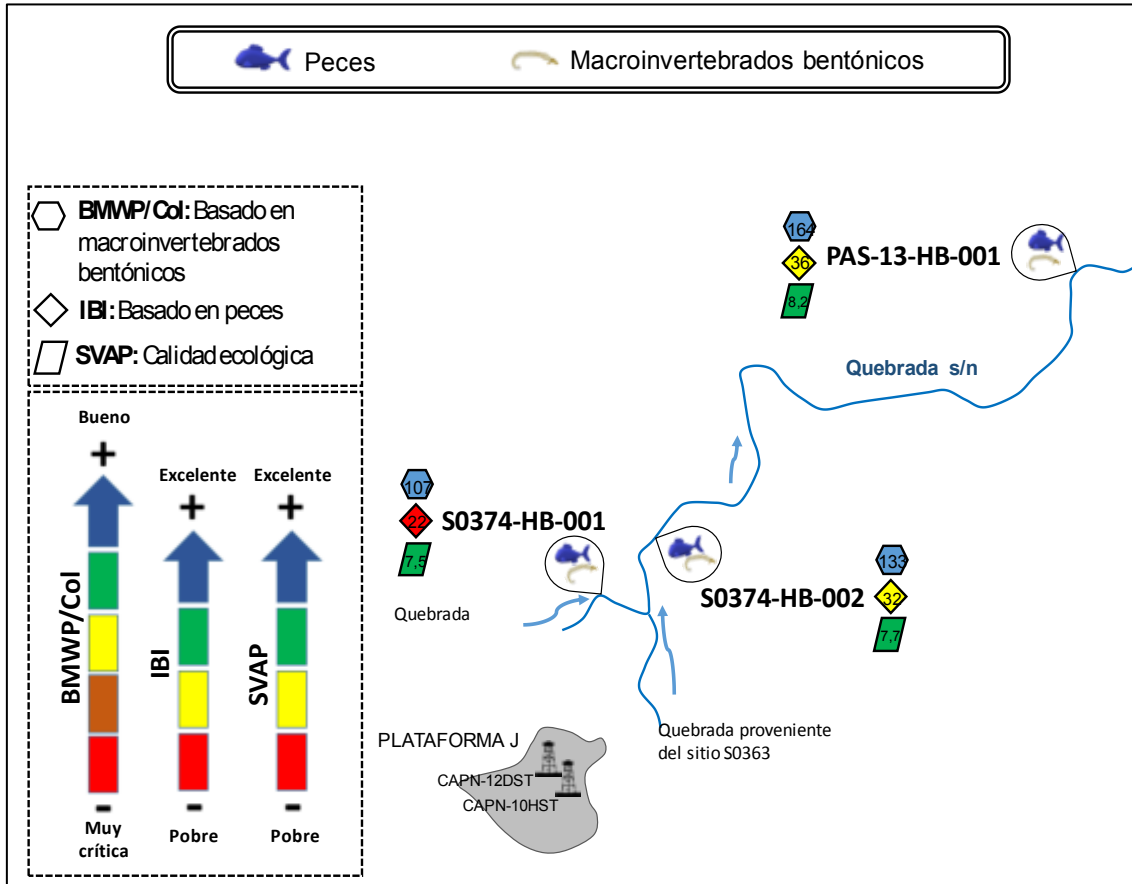 Peces
Macroinvertebrados bentónicos
BMWP/Col: Basado en
macroinvertebrados
bentónicos
IBI: Basado en peces
SVAP: Calidad ecológica
Bueno
+
Excelente
+
Excelente
+
BMWP/Col
IBI
SVAP
-
Muy
crítica
-
Pobre
-
Pobre
164
36
8,2
PAS-13-HB-001
Quebrada s/n
107
22
7,5
S0374-HB-001
Quebrada
133
32
7,7
S0374-HB-002
Quebrada proveniente
del sitio S0363
PLATAFORMA J
CAPN-12DST
CAPN-10HST